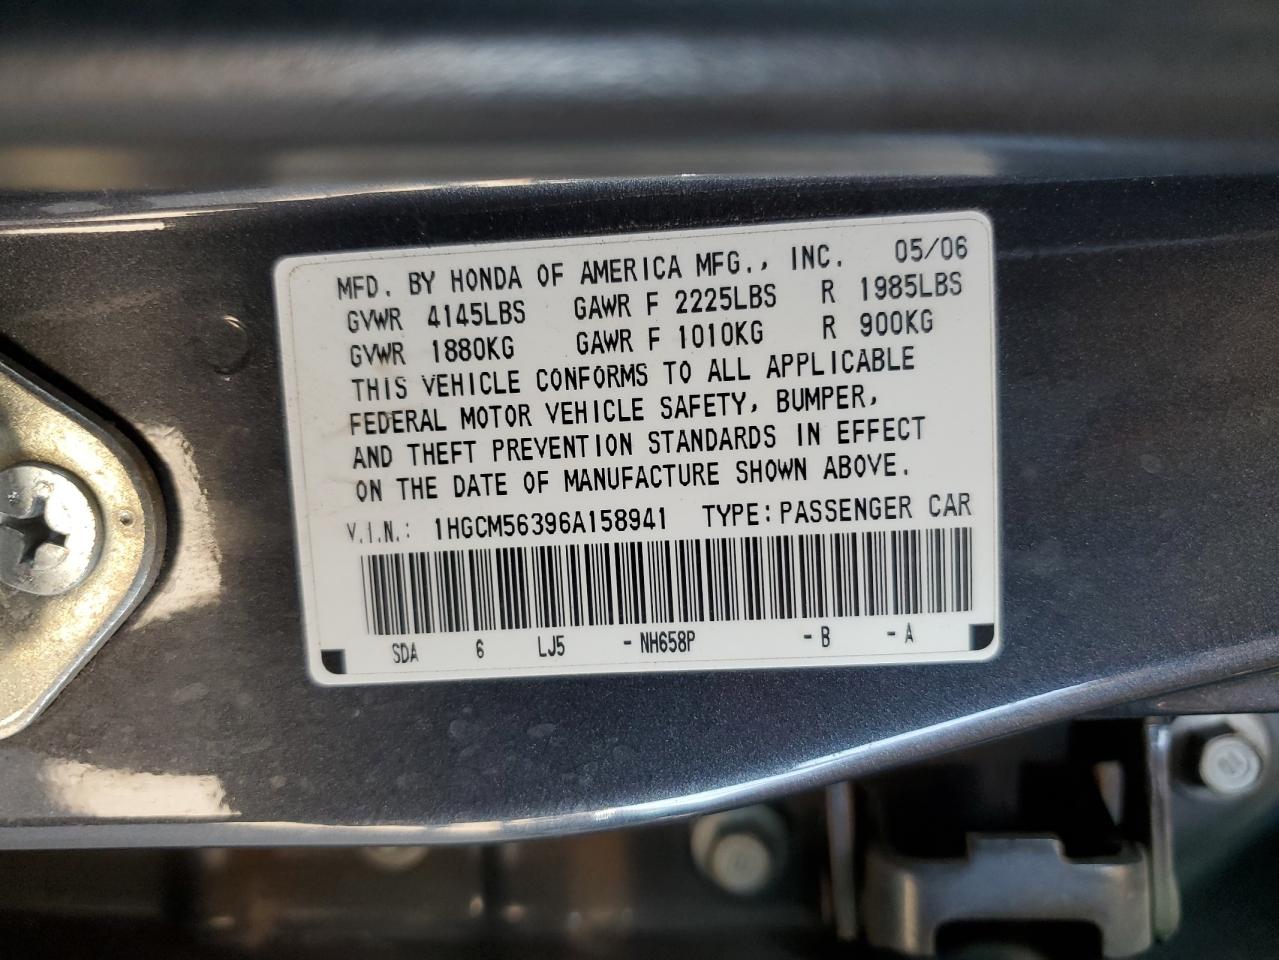 MFD. BY HONDA OF AMERICA MFG., INC. 05/06
GVWR 4145LBS GAWR F 2225LBS R 1985LBS
GVWR 1880KG GAWR F 1010KG R 900KG
THIS VEHICLE CONFORMS TO ALL APPLICABLE
FEDERAL MOTOR VEHICLE SAFETY, BUMPER,
AND THEFT PREVENTION STANDARDS IN EFFECT
ON THE DATE OF MANUFACTURE SHOWN ABOVE.
V.I.N.: 1HGCM56396A158941 TYPE:PASSENGER CAR
SDA 6 LJ5 -NH658P -B -A